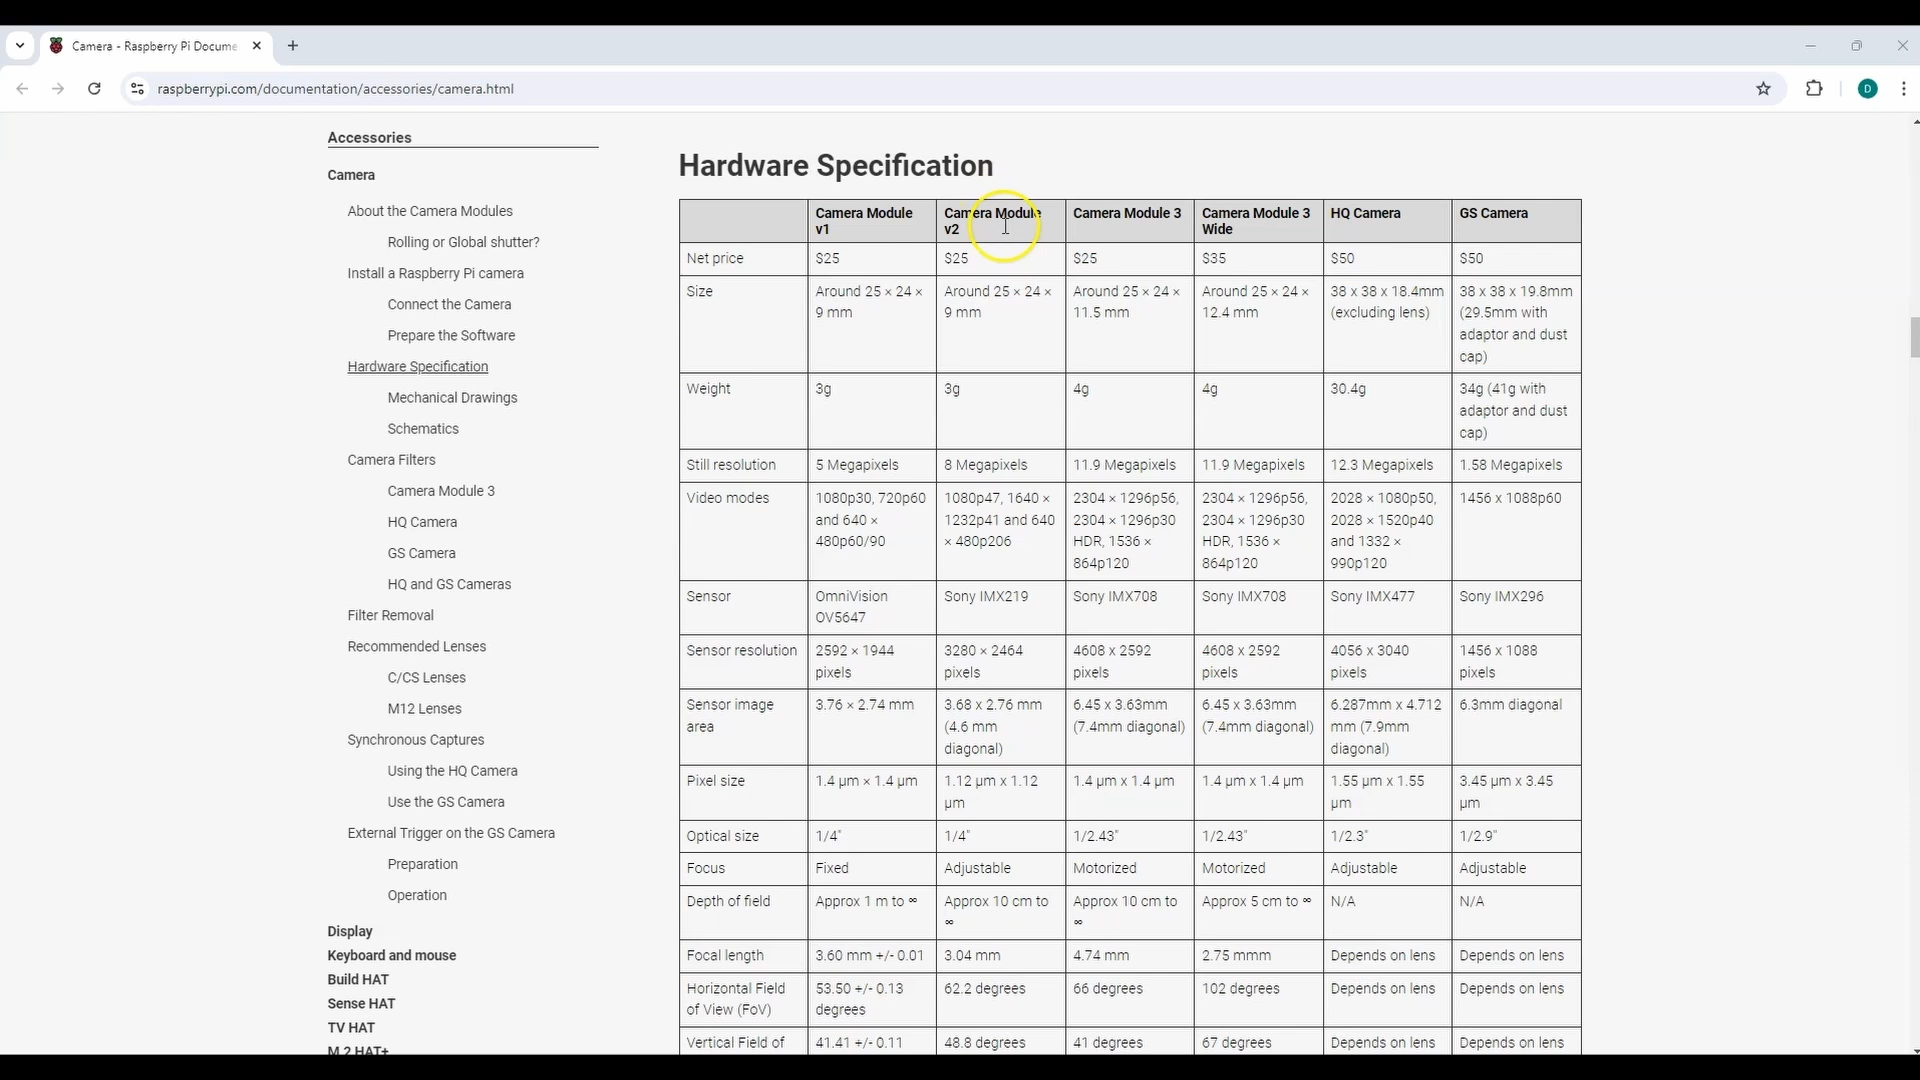 Camera - Raspberry Pi Docume
raspberrypi.com/documentation/accessories/camera.html
D
Accessories
Camera
About the Camera Modules
Rolling or Global shutter?
Install a Raspberry Pi camera
Connect the Camera
Prepare the Software
Hardware Specification
Mechanical Drawings
Schematics
Camera Filters
Camera Module 3
HQ Camera
GS Camera
HQ and GS Cameras
Filter Removal
Recommended Lenses
C/CS Lenses
M12 Lenses
Synchronous Captures
Using the HQ Camera
Use the GS Camera
External Trigger on the GS Camera
Preparation
Operation
Display
Keyboard and mouse
Build HAT
Sense HAT
TV HAT
M.2 HAT+
Hardware Specification
Camera Module
v1
Camera Module
v2
Camera Module 3
Camera Module 3
Wide
HQ Camera
GS Camera
Net price
$25
$25
$25
$35
$50
$50
Size
Around 25 × 24 ×
9 mm
Around 25 × 24 ×
9 mm
Around 25 × 24 ×
11.5 mm
Around 25 × 24 ×
12.4 mm
38 x 38 x 18.4mm
(excluding lens)
38 x 38 x 19.8mm
(29.5mm with
adaptor and dust
cap)
Weight
3g
3g
4g
4g
30.4g
34g (41g with
adaptor and dust
cap)
Still resolution
5 Megapixels
8 Megapixels
11.9 Megapixels
11.9 Megapixels
12.3 Megapixels
1.58 Megapixels
Video modes
1080p30, 720p60
and 640 ×
480p60/90
1080p47, 1640 ×
1232p41 and 640
× 480p206
2304 × 1296p56,
2304 × 1296p30
HDR, 1536 ×
864p120
2304 × 1296p56,
2304 × 1296p30
HDR, 1536 ×
864p120
2028 × 1080p50,
2028 × 1520p40
and 1332 ×
990p120
1456 x 1088p60
Sensor
OmniVision
OV5647
Sony IMX219
Sony IMX708
Sony IMX708
Sony IMX477
Sony IMX296
Sensor resolution
2592 × 1944
pixels
3280 × 2464
pixels
4608 x 2592
pixels
4608 x 2592
pixels
4056 x 3040
pixels
1456 x 1088
pixels
Sensor image
area
3.76 × 2.74 mm
3.68 x 2.76 mm
(4.6 mm
diagonal)
6.45 x 3.63mm
(7.4mm diagonal)
6.45 x 3.63mm
(7.4mm diagonal)
6.287mm x 4.712
mm (7.9mm
diagonal)
6.3mm diagonal
Pixel size
1.4 µm × 1.4 µm
1.12 µm x 1.12
µm
1.4 µm x 1.4 µm
1.4 µm x 1.4 µm
1.55 µm x 1.55
µm
3.45 µm x 3.45
µm
Optical size
1/4"
1/4"
1/2.43"
1/2.43"
1/2.3"
1/2.9"
Focus
Fixed
Adjustable
Motorized
Motorized
Adjustable
Adjustable
Depth of field
Approx 1 m to ∞
Approx 10 cm to
∞
Approx 10 cm to
∞
Approx 5 cm to ∞
N/A
N/A
Focal length
3.60 mm +/- 0.01
3.04 mm
4.74 mm
2.75 mmm
Depends on lens
Depends on lens
Horizontal Field
of View (FoV)
53.50 +/- 0.13
degrees
62.2 degrees
66 degrees
102 degrees
Depends on lens
Depends on lens
Vertical Field of
41.41 +/- 0.11
48.8 degrees
41 degrees
67 degrees
Depends on lens
Depends on lens